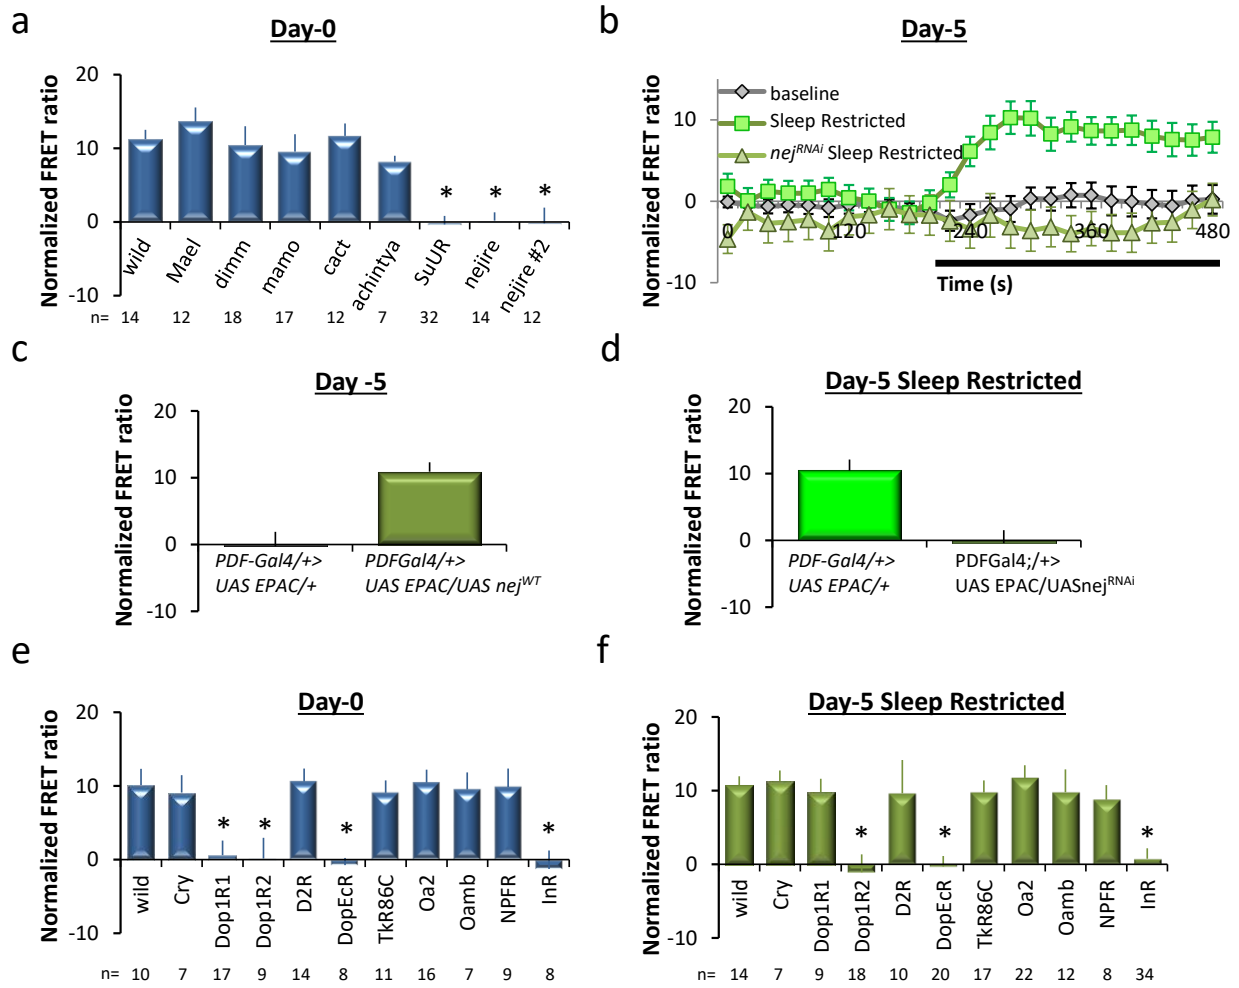 a
Day-0
Normalized FRET ratio
20
10
0
-10
* * *
wild Mael dimm mamo cact achintya SuUR nejire nejire #2
n= 14 12 18 17 12 7 32 14 12
b
Day-5
Normalized FRET ratio
10
0
-10
baseline
Sleep Restricted
nej^RNAi Sleep Restricted
0 120 240 360 480
Time (s)
c
Day -5
Normalized FRET ratio
20
10
0
-10
PDF-Gal4/+>
UAS EPAC/+
PDFGal4/+>
UAS EPAC/UAS nej^WT
d
Day-5 Sleep Restricted
Normalized FRET ratio
20
10
0
-10
PDF-Gal4/+>
UAS EPAC/+
PDFGal4;/+>
UAS EPAC/UASnej^RNAi
e
Day-0
Normalized FRET ratio
20
10
0
-10
* * * *
wild Cry Dop1R1 Dop1R2 D2R DopEcR TkR86C Oa2 Oamb NPFR InR
n= 10 7 17 9 14 8 11 16 7 9 8
f
Day-5 Sleep Restricted
Normalized FRET ratio
20
10
0
-10
* * *
wild Cry Dop1R1 Dop1R2 D2R DopEcR TkR86C Oa2 Oamb NPFR InR
n= 14 7 9 18 10 20 17 22 12 8 34